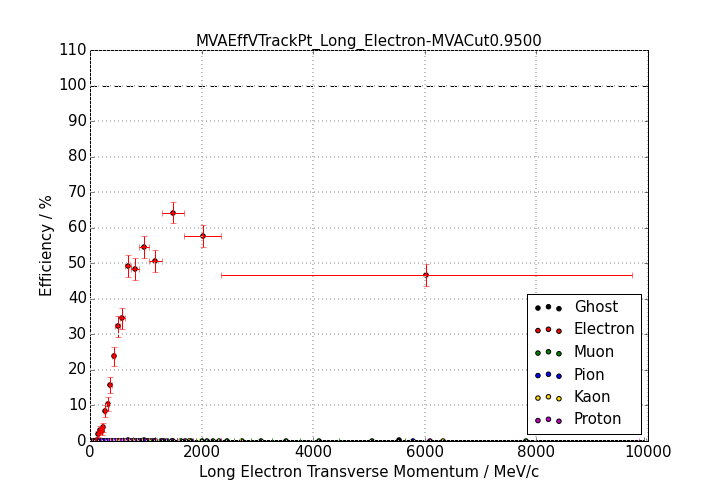 MVAEffVTrackPt_Long_Electron-MVACut0.9500
110
100
90
80
70
60
50
40
30
20
10
0
Efficiency / %
Ghost
Electron
Muon
Pion
Kaon
Proton
0 2000 4000 6000 8000 10000
Long Electron Transverse Momentum / MeV/c